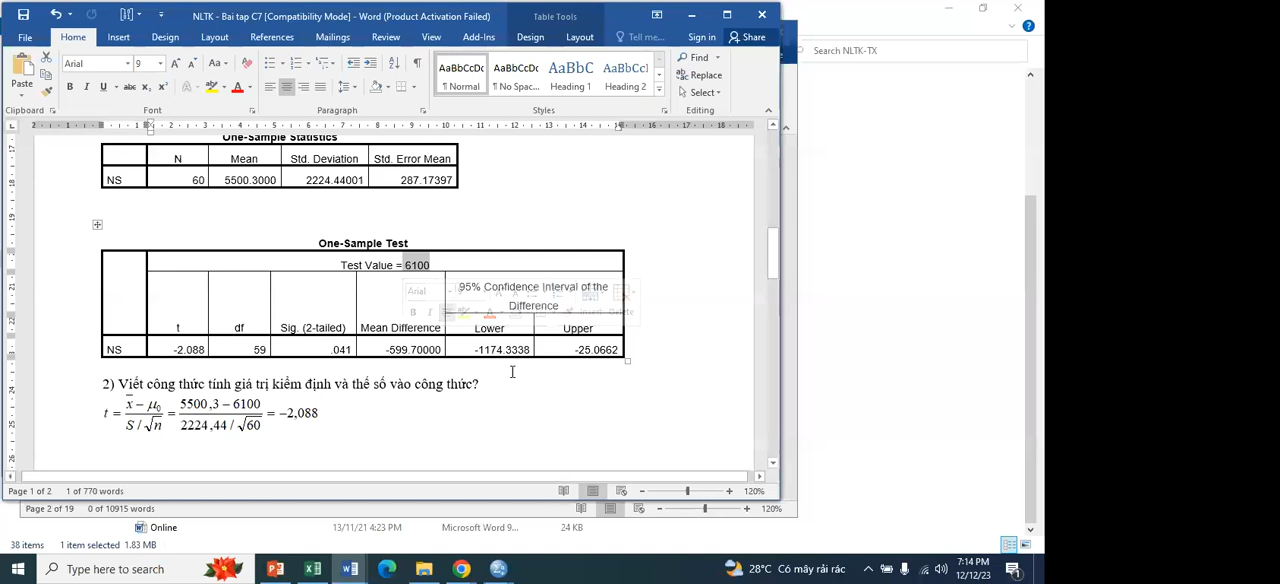 NLTK - Bai tap C7 [Compatibility Mode] - Word (Product Activation Failed)
Table Tools
File Home Insert Design Layout References Mailings Review View Add-Ins Design Layout Tell me... Sign in Share
Search NLTK-TX
Arial 9
Paste
Clipboard Font Paragraph Styles Editing
AaBbCcDc AaBbCcDc AaBbC AaBbCcI
¶ Normal ¶ No Spac... Heading 1 Heading 2
Find
Replace
Select
One-Sample Statistics
N Mean Std. Deviation Std. Error Mean
NS 60 5500.3000 2224.44001 287.17397
One-Sample Test
Test Value = 6100
95% Confidence Interval of the
Difference
t df Sig. (2-tailed) Mean Difference Lower Upper
NS -2.088 59 .041 -599.70000 -1174.3338 -25.0662
2) Viết công thức tính giá trị kiểm định và thế số vào công thức?
t = x̄ − μ₀ / S / √n = 5500,3 − 6100 / 2224,44 / √60 = −2,088
Page 1 of 2 1 of 770 words 120%
Page 2 of 19 0 of 10915 words 120%
Online 13/11/21 4:23 PM Microsoft Word 9... 24 KB
38 items 1 item selected 1.83 MB
Type here to search
28°C Có mây rải rác
7:14 PM
12/12/23